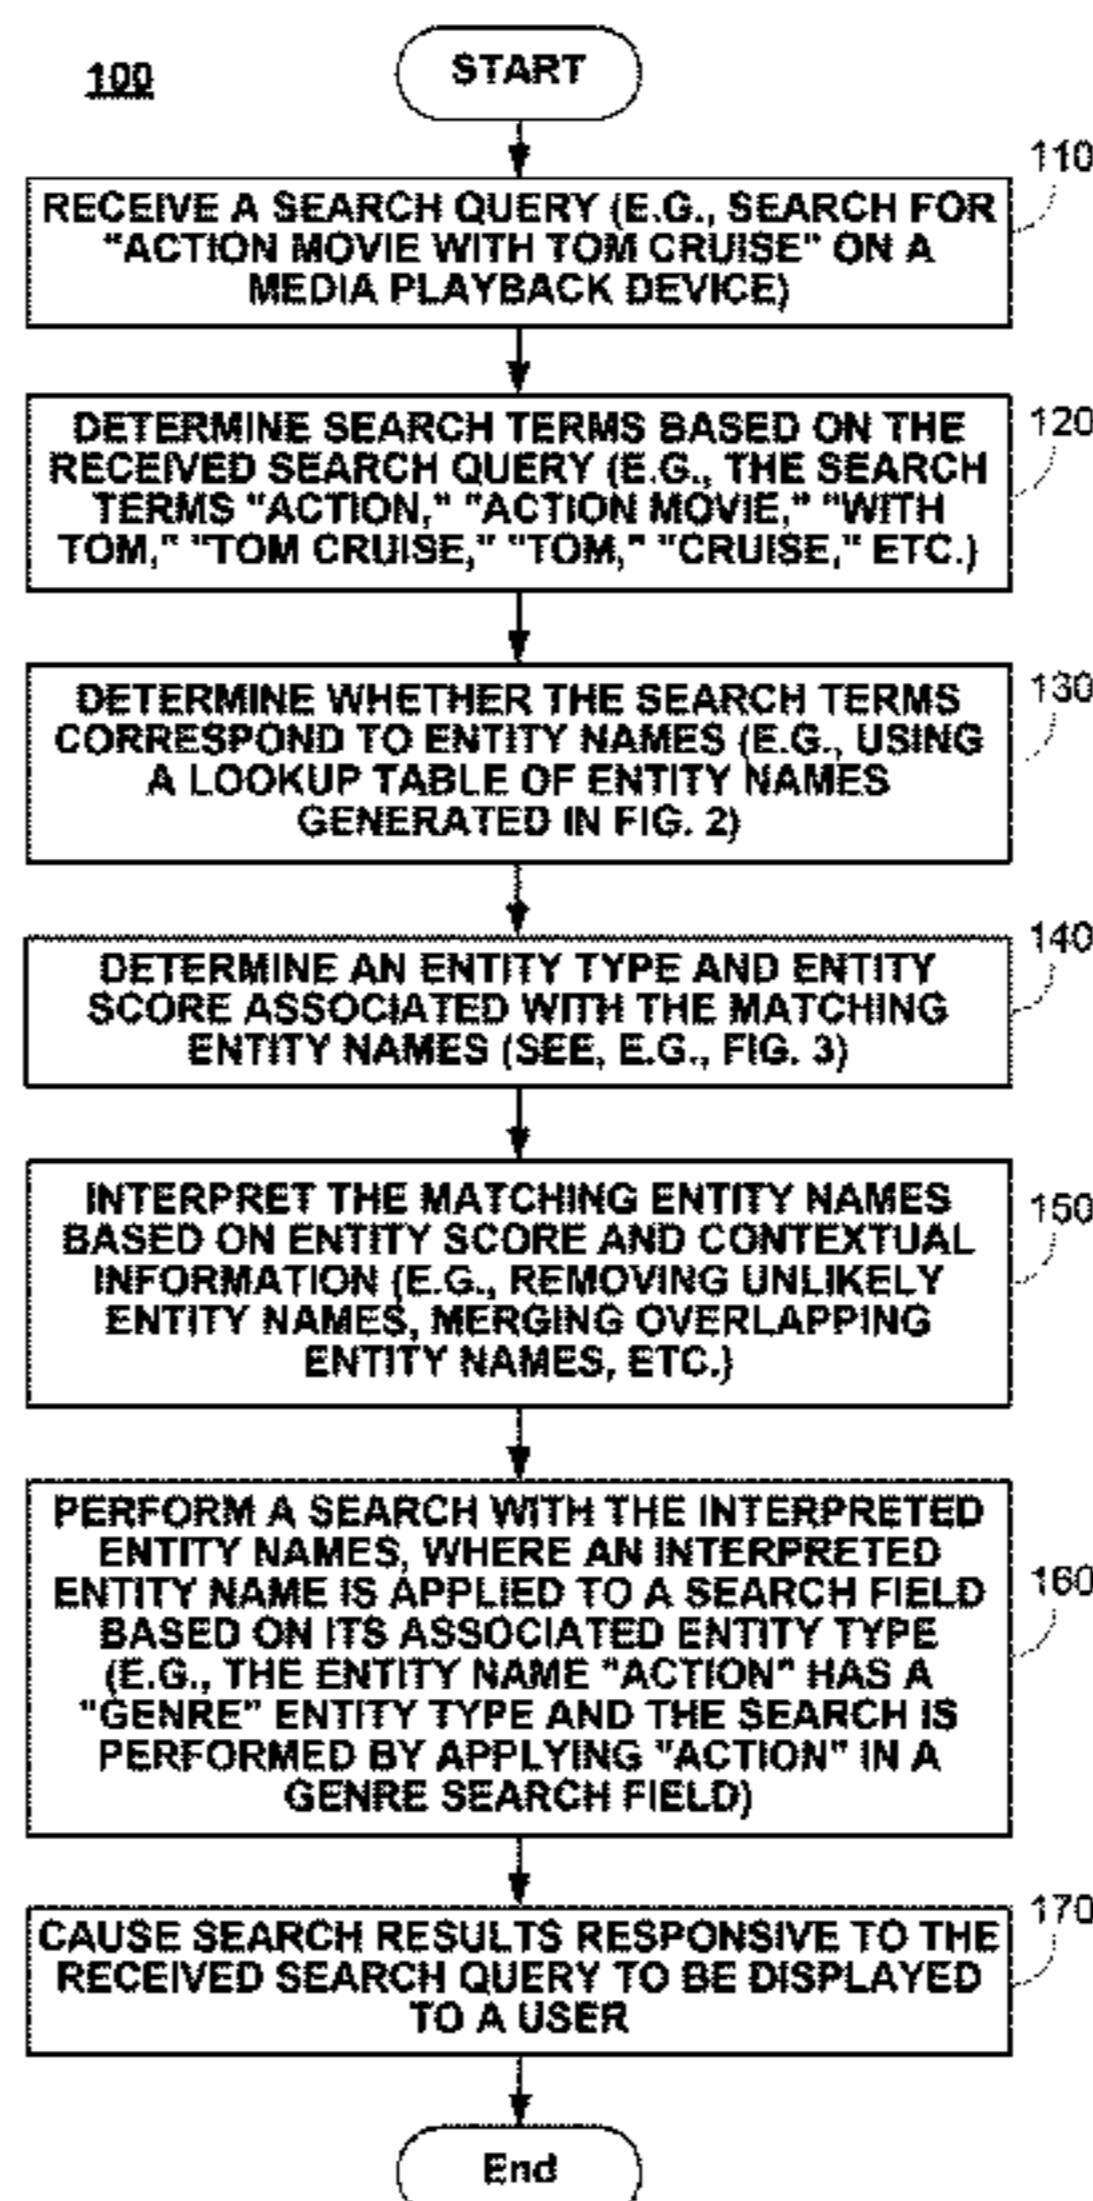 100
START
110
RECEIVE A SEARCH QUERY (E.G., SEARCH FOR
"ACTION MOVIE WITH TOM CRUISE" ON A
MEDIA PLAYBACK DEVICE)
120
DETERMINE SEARCH TERMS BASED ON THE
RECEIVED SEARCH QUERY (E.G., THE SEARCH
TERMS "ACTION," "ACTION MOVIE," "WITH
TOM," "TOM CRUISE," "TOM," "CRUISE," ETC.)
130
DETERMINE WHETHER THE SEARCH TERMS
CORRESPOND TO ENTITY NAMES (E.G., USING
A LOOKUP TABLE OF ENTITY NAMES
GENERATED IN FIG. 2)
140
DETERMINE AN ENTITY TYPE AND ENTITY
SCORE ASSOCIATED WITH THE MATCHING
ENTITY NAMES (SEE, E.G., FIG. 3)
150
INTERPRET THE MATCHING ENTITY NAMES
BASED ON ENTITY SCORE AND CONTEXTUAL
INFORMATION (E.G., REMOVING UNLIKELY
ENTITY NAMES, MERGING OVERLAPPING
ENTITY NAMES, ETC.)
160
PERFORM A SEARCH WITH THE INTERPRETED
ENTITY NAMES, WHERE AN INTERPRETED
ENTITY NAME IS APPLIED TO A SEARCH FIELD
BASED ON ITS ASSOCIATED ENTITY TYPE
(E.G., THE ENTITY NAME "ACTION" HAS A
"GENRE" ENTITY TYPE AND THE SEARCH IS
PERFORMED BY APPLYING "ACTION" IN A
GENRE SEARCH FIELD)
170
CAUSE SEARCH RESULTS RESPONSIVE TO THE
RECEIVED SEARCH QUERY TO BE DISPLAYED
TO A USER
End